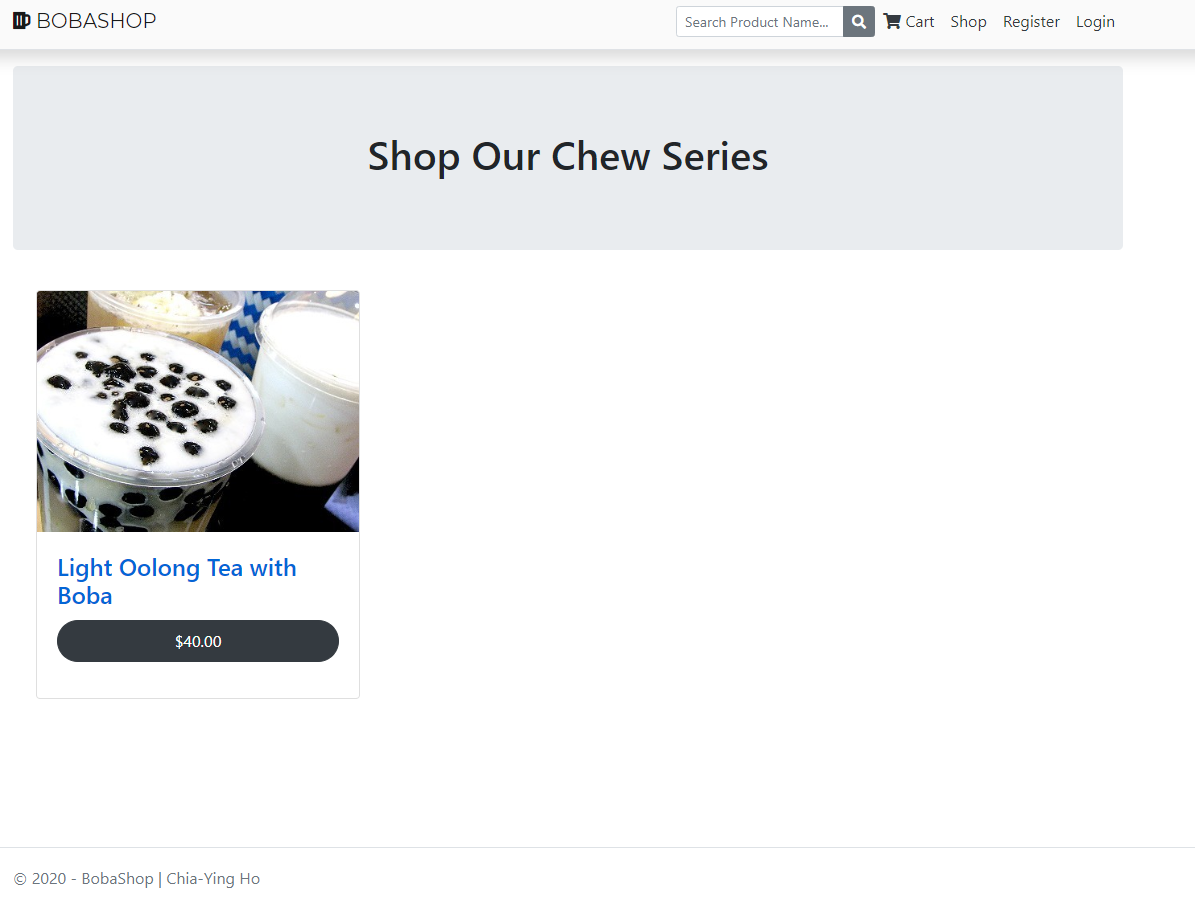 BOBASHOP
Search Product Name...
Cart
Shop
Register
Login
Shop Our Chew Series
Light Oolong Tea with
Boba
$40.00
© 2020 - BobaShop | Chia-Ying Ho